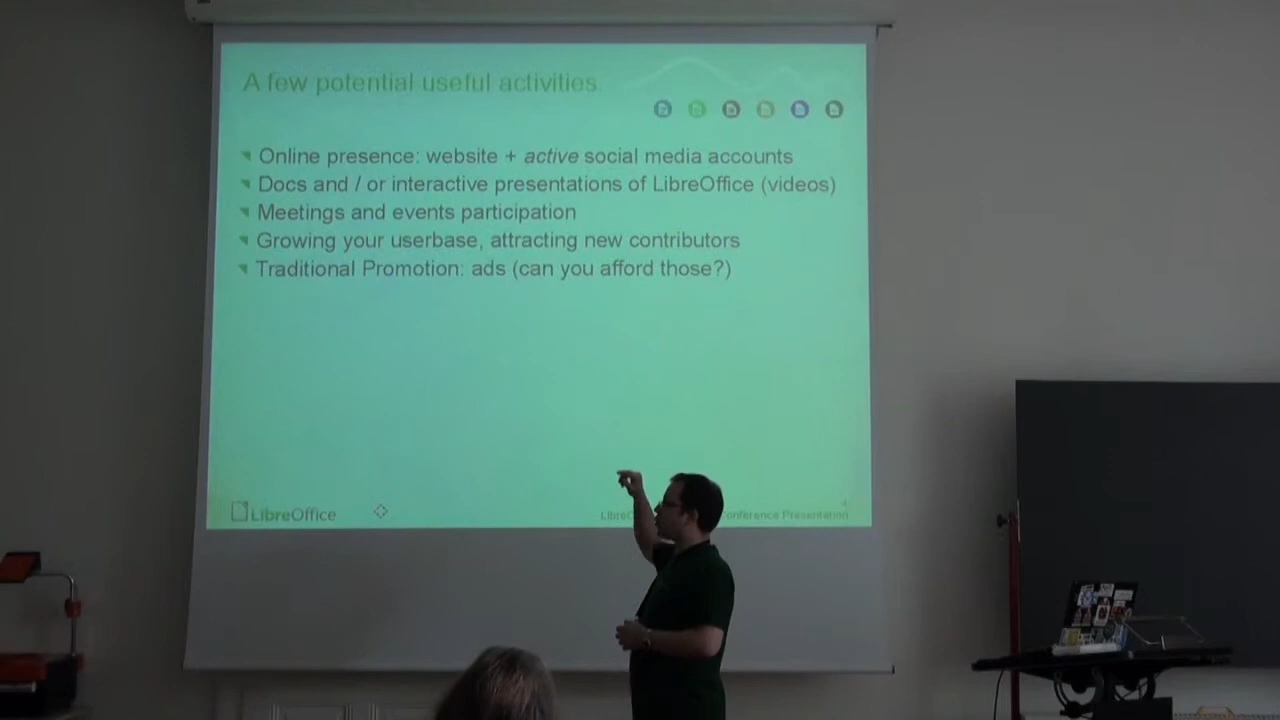 A few potential useful activities
Online presence: website + active social media accounts
Docs and / or interactive presentations of LibreOffice (videos)
Meetings and events participation
Growing your userbase, attracting new contributors
Traditional Promotion: ads (can you afford those?)
4
LibreOffice
Conference Presentation